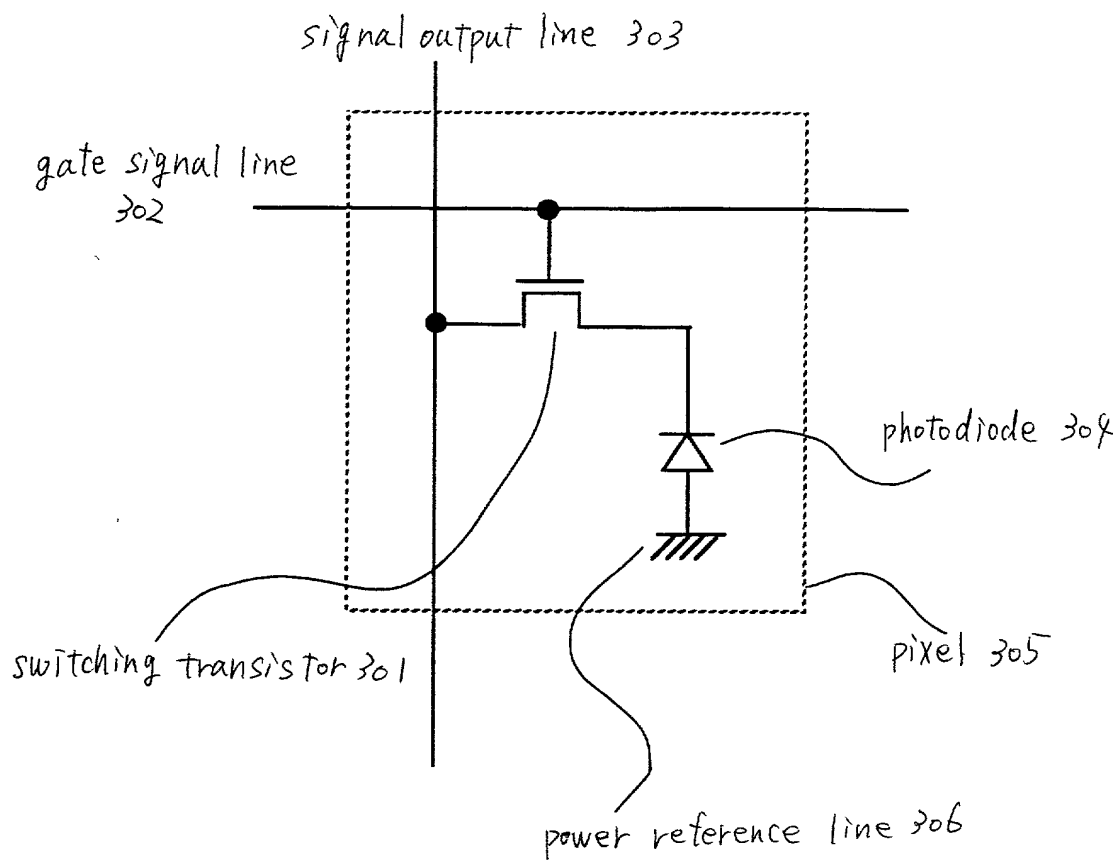 signal output line 303
gate signal line
302
photodiode 304
switching transistor 301
pixel 305
power reference line 306